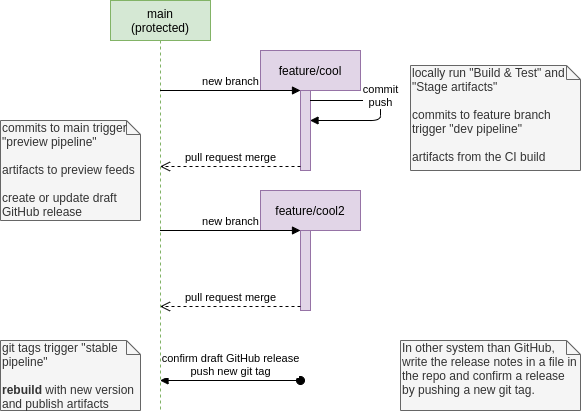 main
(protected)
feature/cool
new branch
commit
push
locally run "Build & Test" and
"Stage artifacts"
commits to feature branch
trigger "dev pipeline"
artifacts from the CI build
commits to main trigger
"preview pipeline"
artifacts to preview feeds
create or update draft
GitHub release
pull request merge
feature/cool2
new branch
pull request merge
git tags trigger "stable
pipeline"
rebuild with new version
and publish artifacts
confirm draft GitHub release
push new git tag
In other system than GitHub,
write the release notes in a file in
the repo and confirm a release
by pushing a new git tag.